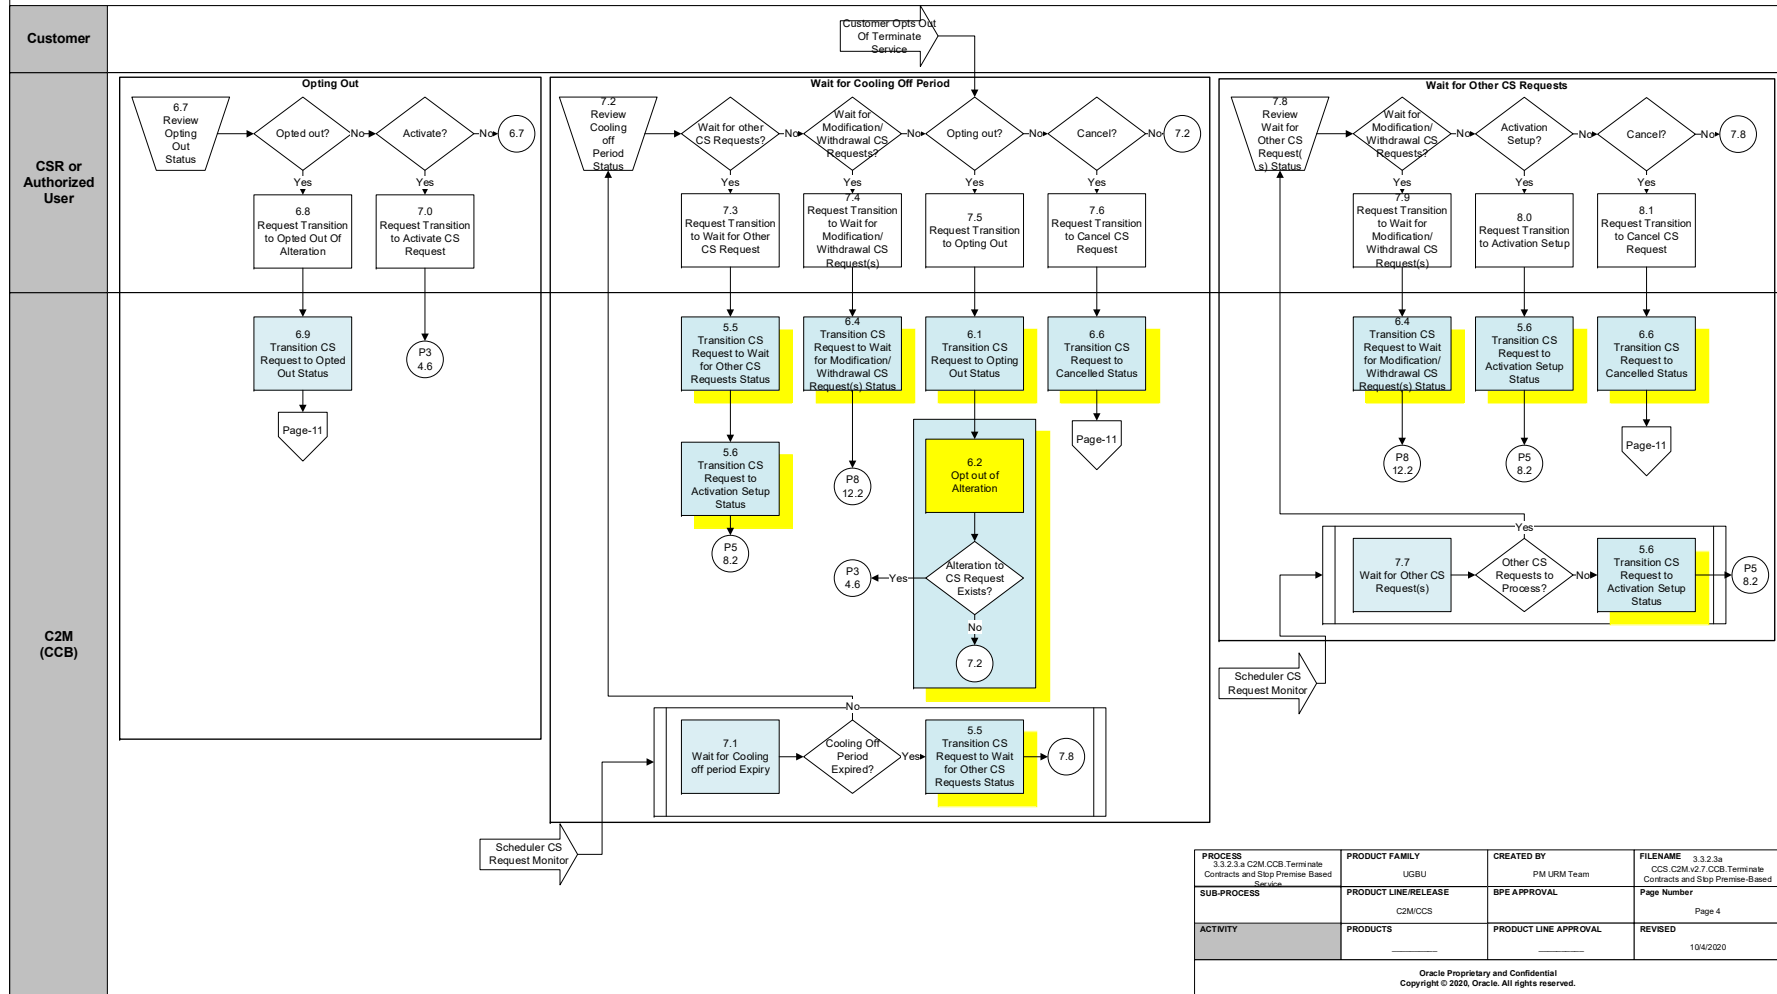 Customer
Customer Opts Out
Of Terminate
Service
CSR or
Authorized
User
Opting Out
6.7
Review
Opting
Out
Status
Opted out?
No
Activate?
No
6.7
Yes
Yes
6.8
Request Transition
to Opted Out Of
Alteration
7.0
Request Transition
to Activate CS
Request
Wait for Cooling Off Period
7.2
Review
Cooling
off
Period
Status
Wait for other
CS Requests?
No
Wait for
Modification/
Withdrawal CS
Requests?
No
Opting out?
No
Cancel?
No
7.2
Yes
Yes
Yes
Yes
7.3
Request Transition
to Wait for Other
CS Request
7.4
Request Transition
to Wait for
Modification/
Withdrawal CS
Request(s)
7.5
Request Transition
to Opting Out
7.6
Request Transition
to Cancel CS
Request
Wait for Other CS Requests
7.8
Review
Wait for
Other CS
Request(
s) Status
Wait for
Modification/
Withdrawal CS
Requests?
No
Activation
Setup?
No
Cancel?
No
7.8
Yes
Yes
Yes
7.9
Request Transition
to Wait for
Modification/
Withdrawal CS
Request(s)
8.0
Request Transition
to Activation Setup
8.1
Request Transition
to Cancel CS
Request
C2M
(CCB)
6.9
Transition CS
Request to Opted
Out Status
Page-11
P3
4.6
5.5
Transition CS
Request to Wait
for Other CS
Requests Status
6.4
Transition CS
Request to Wait
for Modification/
Withdrawal CS
Request(s) Status
6.1
Transition CS
Request to Opting
Out Status
6.6
Transition CS
Request to
Cancelled Status
5.6
Transition CS
Request to
Activation Setup
Status
P5
8.2
P8
12.2
6.2
Opt out of
Alteration
Page-11
Alteration to
CS Request
Exists?
Yes
P3
4.6
No
7.2
No
7.1
Wait for Cooling
off period Expiry
Cooling Off
Period
Expired?
Yes
5.5
Transition CS
Request to Wait
for Other CS
Requests Status
7.8
Scheduler CS
Request Monitor
6.4
Transition CS
Request to Wait
for Modification/
Withdrawal CS
Request(s) Status
5.6
Transition CS
Request to
Activation Setup
Status
6.6
Transition CS
Request to
Cancelled Status
P8
12.2
P5
8.2
Page-11
Yes
7.7
Wait for Other CS
Request(s)
Other CS
Requests to
Process?
No
5.6
Transition CS
Request to
Activation Setup
Status
P5
8.2
Scheduler CS
Request Monitor
PROCESS
3.3.2.3.a C2M.CCB.Terminate
Contracts and Stop Premise Based
Service
PRODUCT FAMILY
UGBU
CREATED BY
PM URM Team
FILENAME
3.3.2.3a
CCS.C2M.v2.7.CCB.Terminate
Contracts and Stop Premise-Based
SUB-PROCESS
PRODUCT LINE/RELEASE
C2M/CCS
BPE APPROVAL
Page Number
Page 4
ACTIVITY
PRODUCTS
PRODUCT LINE APPROVAL
REVISED
10/4/2020
Oracle Proprietary and Confidential
Copyright © 2020, Oracle. All rights reserved.